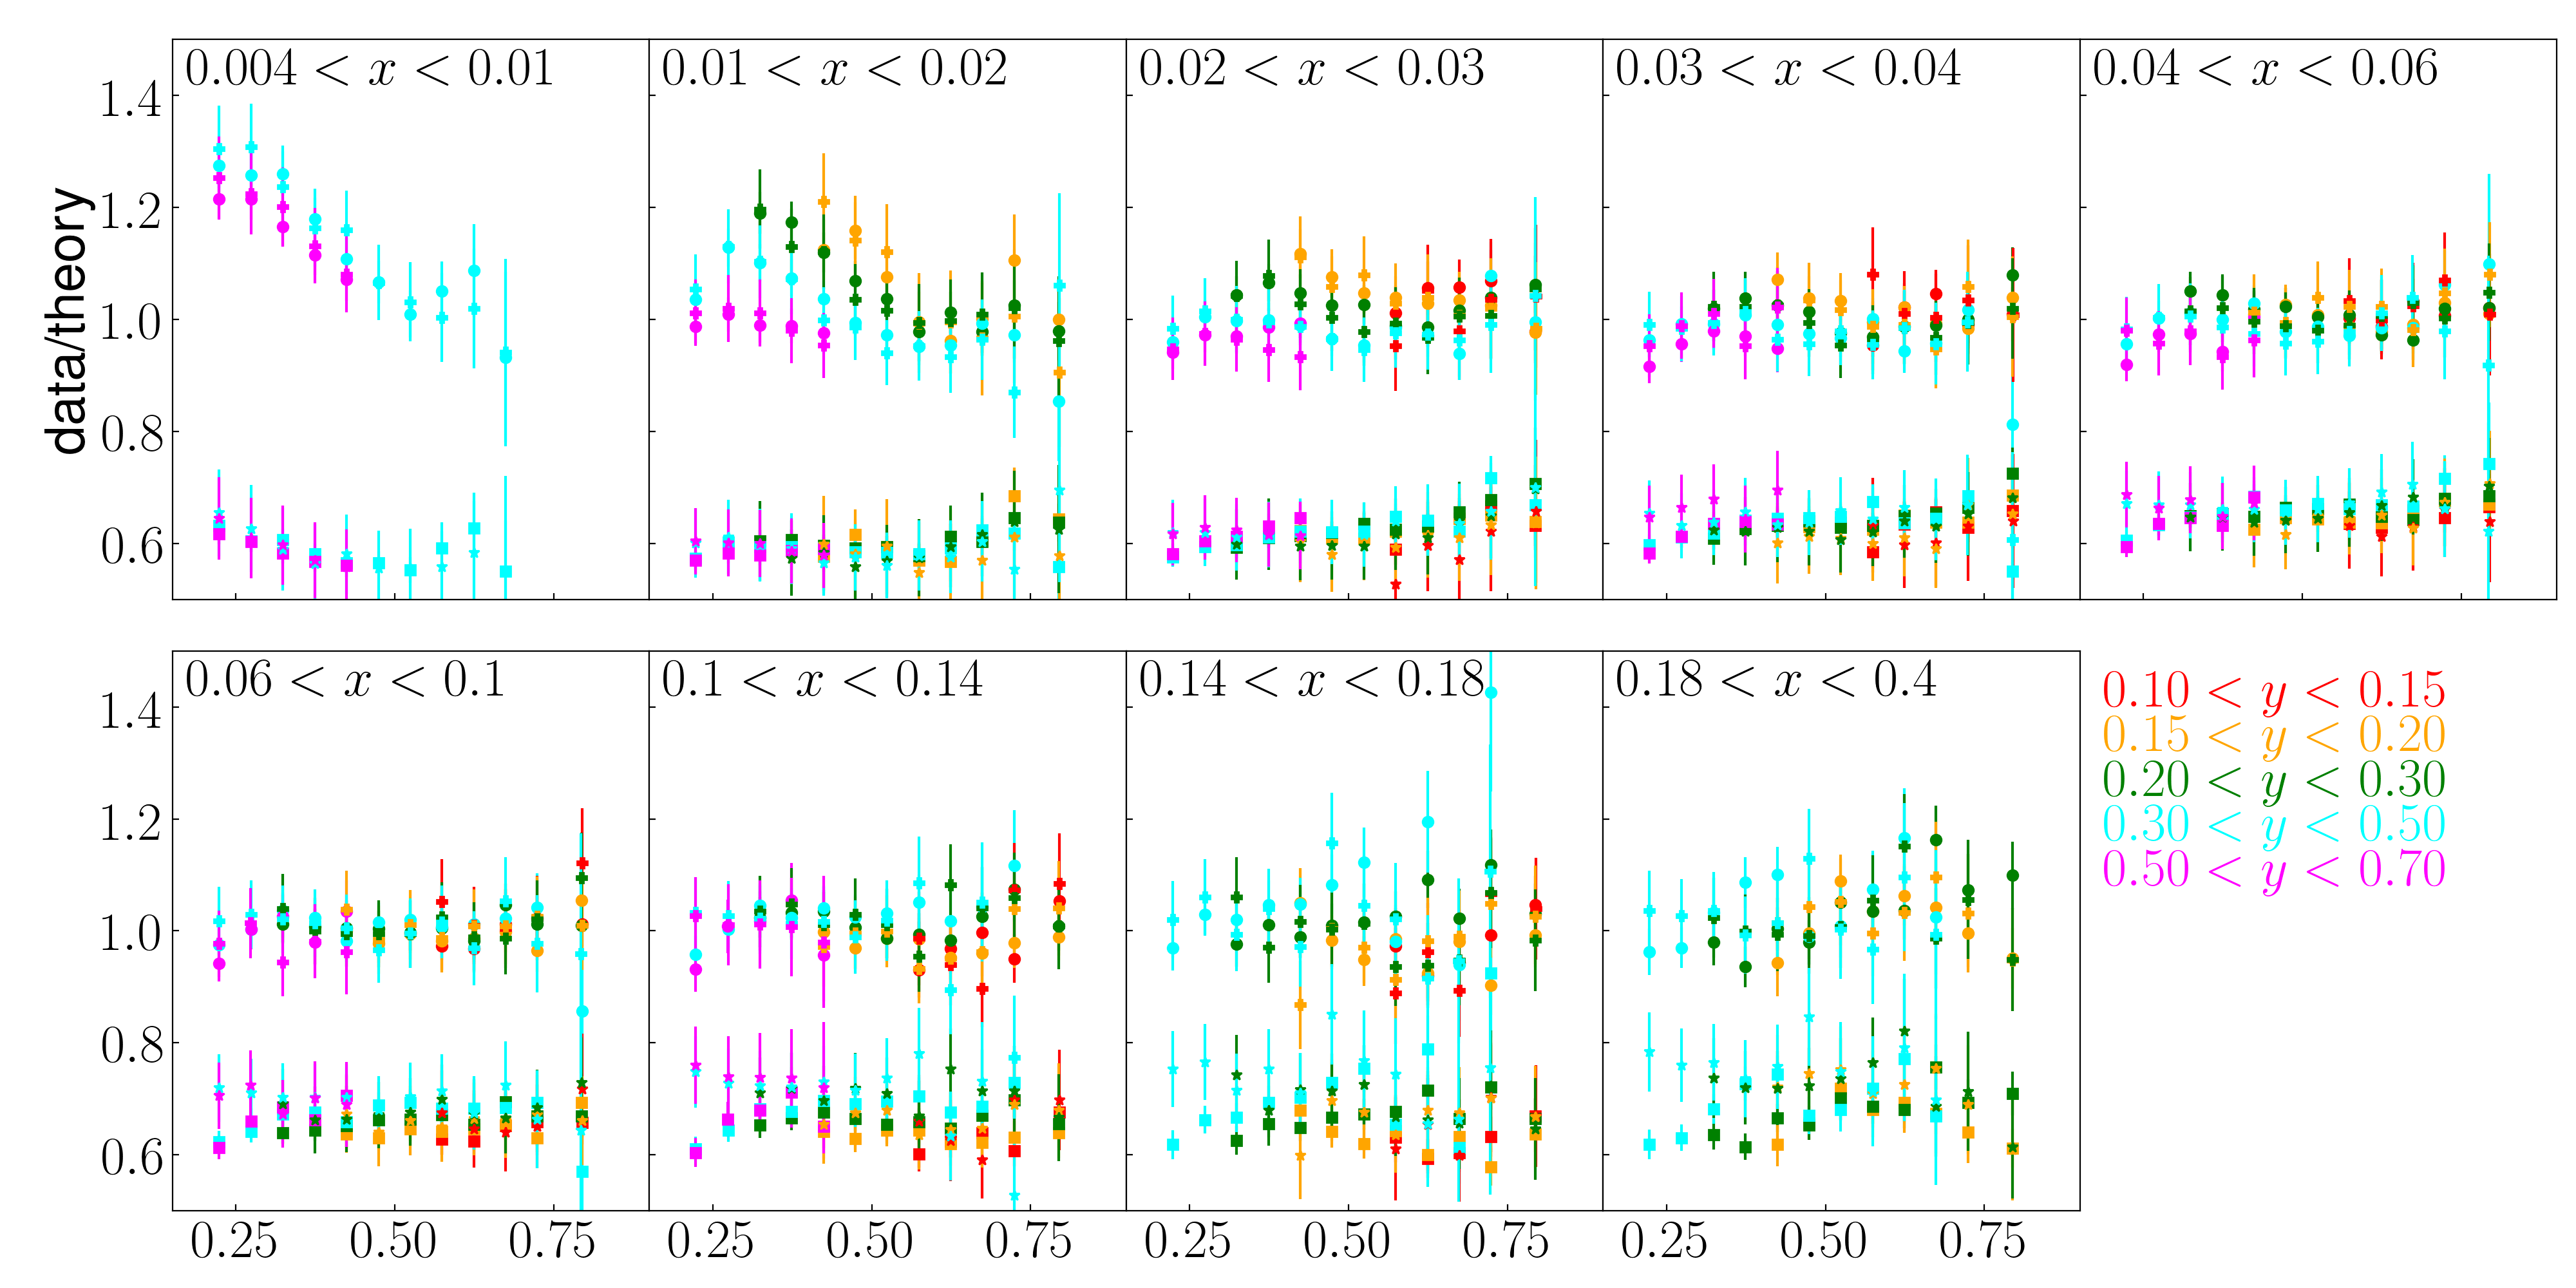 0.004 < x < 0.01
0.01 < x < 0.02
0.02 < x < 0.03
0.03 < x < 0.04
0.04 < x < 0.06
data/theory
1.4
1.2
1.0
0.8
0.6
0.06 < x < 0.1
0.1 < x < 0.14
0.14 < x < 0.18
0.18 < x < 0.4
0.10 < y < 0.15
0.15 < y < 0.20
0.20 < y < 0.30
0.30 < y < 0.50
0.50 < y < 0.70
1.4
1.2
1.0
0.8
0.6
0.25 0.50 0.75 0.25 0.50 0.75 0.25 0.50 0.75 0.25 0.50 0.75